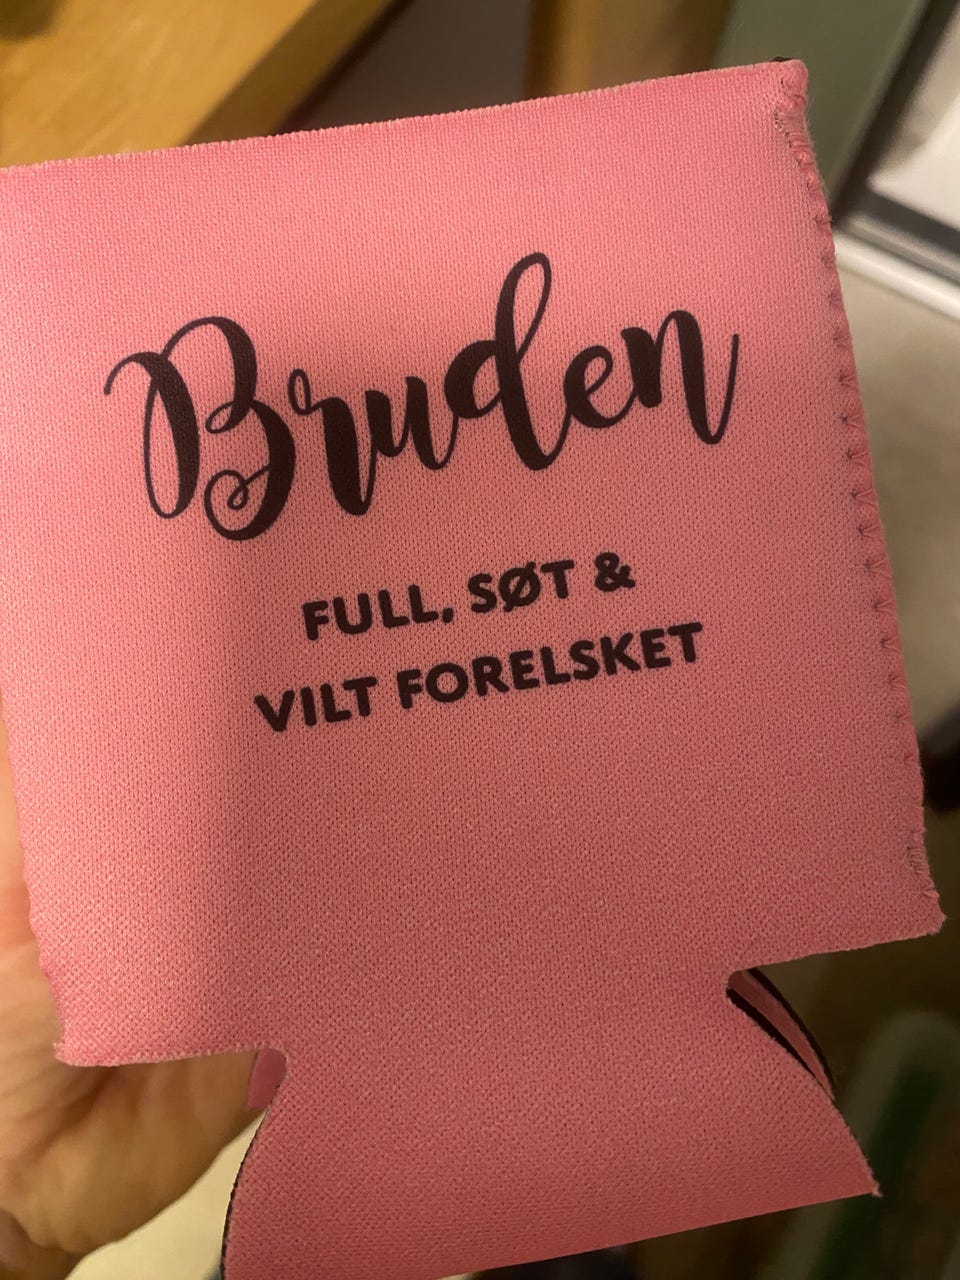 Bruden
FULL, SØT &
VILT FORELSKET